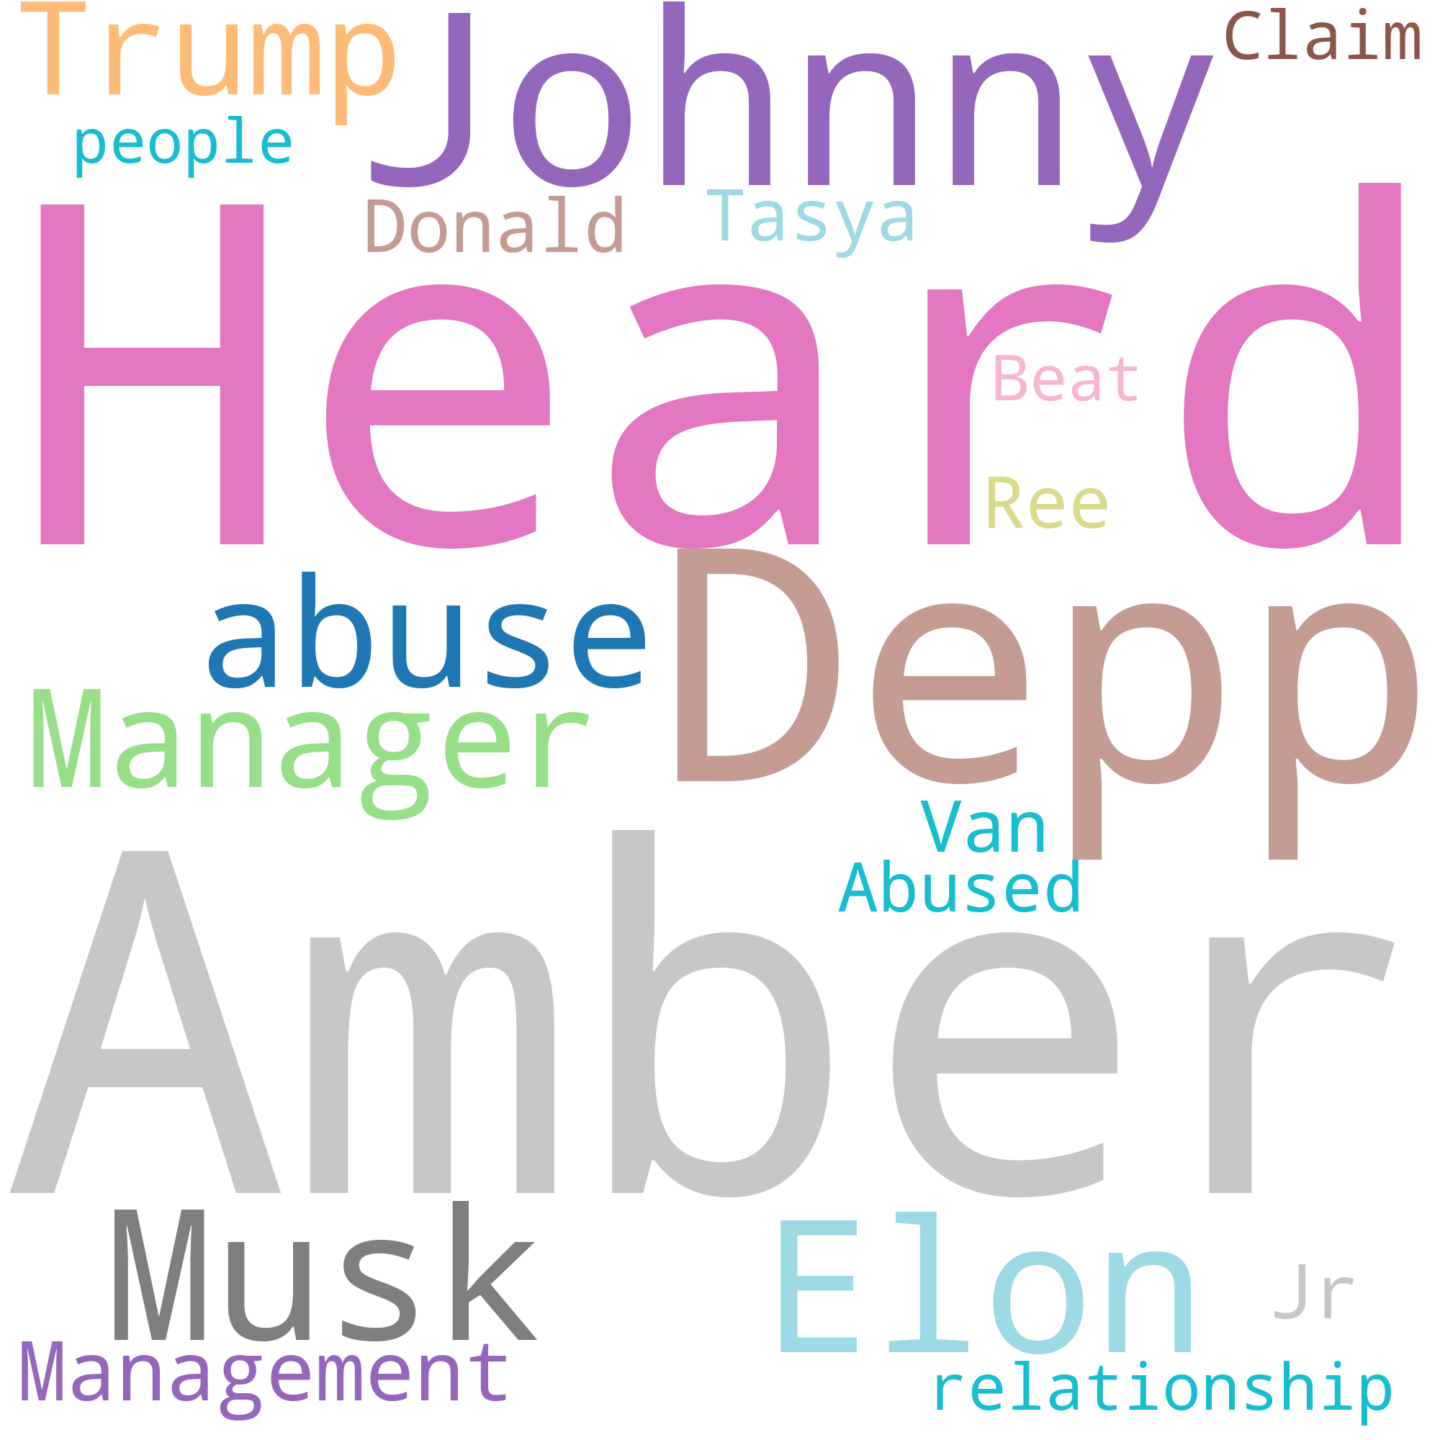 Trump Johnny Claim
people
Donald Tasya
Heard
Beat
Ree
abuse Depp
Manager
Van
Abused
Amber
Musk Elon Jr
Management relationship